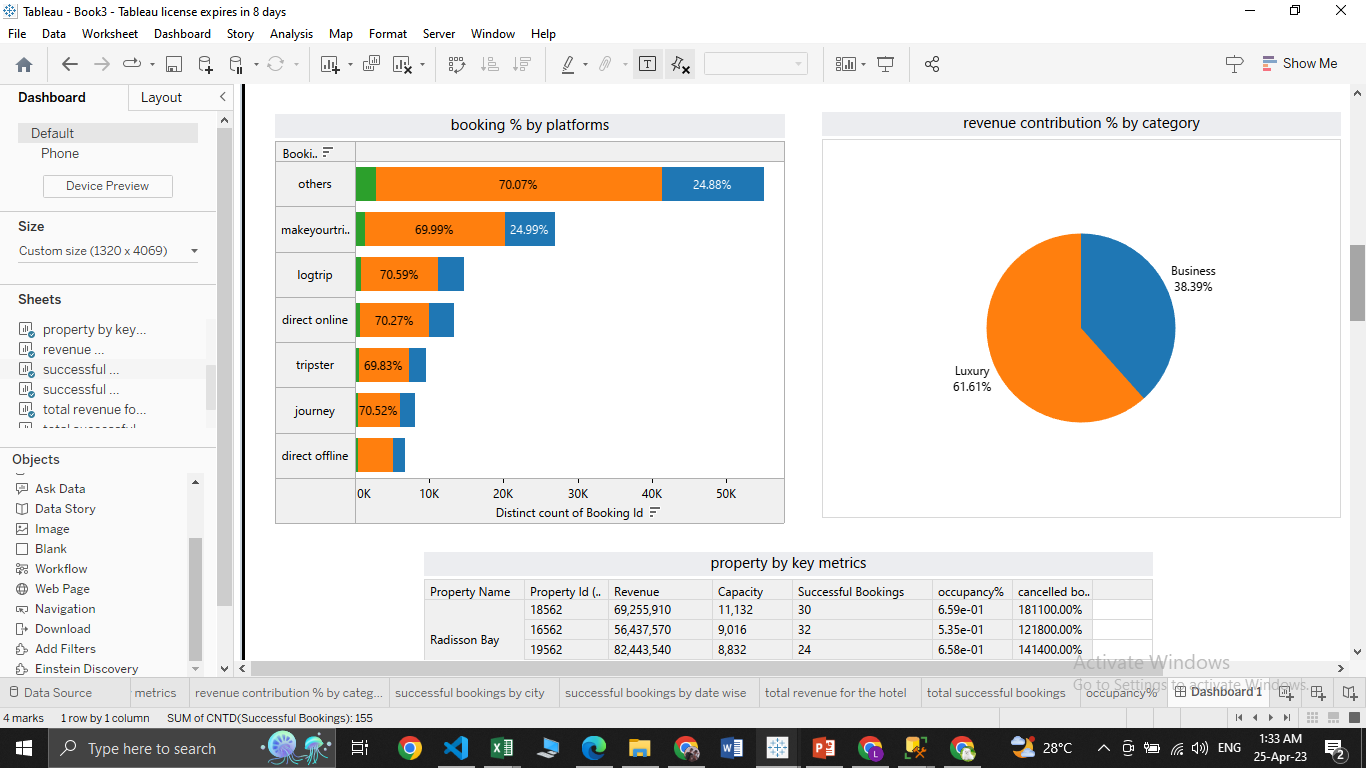 Tableau - Book3 - Tableau license expires in 8 days
File Data Worksheet Dashboard Story Analysis Map Format Server Window Help
Show Me
Dashboard Layout
Default
Phone
Device Preview
Size
Custom size (1320 x 4069)
Sheets
property by key...
revenue ...
successful ...
successful ...
total revenue fo...
Objects
Ask Data
Data Story
Image
Blank
Workflow
Web Page
Navigation
Download
Add Filters
Einstein Discovery
booking % by platforms
Booki..
others 70.07% 24.88%
makeyourtri.. 69.99% 24.99%
logtrip 70.59%
direct online 70.27%
tripster 69.83%
journey 70.52%
direct offline
0K 10K 20K 30K 40K 50K
Distinct count of Booking Id
revenue contribution % by category
Business
38.39%
Luxury
61.61%
property by key metrics
Property Name Property Id (.. Revenue Capacity Successful Bookings occupancy% cancelled bo..
18562 69,255,910 11,132 30 6.59e-01 181100.00%
Radisson Bay
16562 56,437,570 9,016 32 5.35e-01 121800.00%
19562 82,443,540 8,832 24 6.58e-01 141400.00%
Activate Windows
Go to Settings to activate Windows.
Data Source metrics revenue contribution % by categ... successful bookings by city successful bookings by date wise total revenue for the hotel total successful bookings occupancy% Dashboard 1
4 marks 1 row by 1 column SUM of CNTD(Successful Bookings): 155
Type here to search
28°C
ENG
1:33 AM
25-Apr-23
2